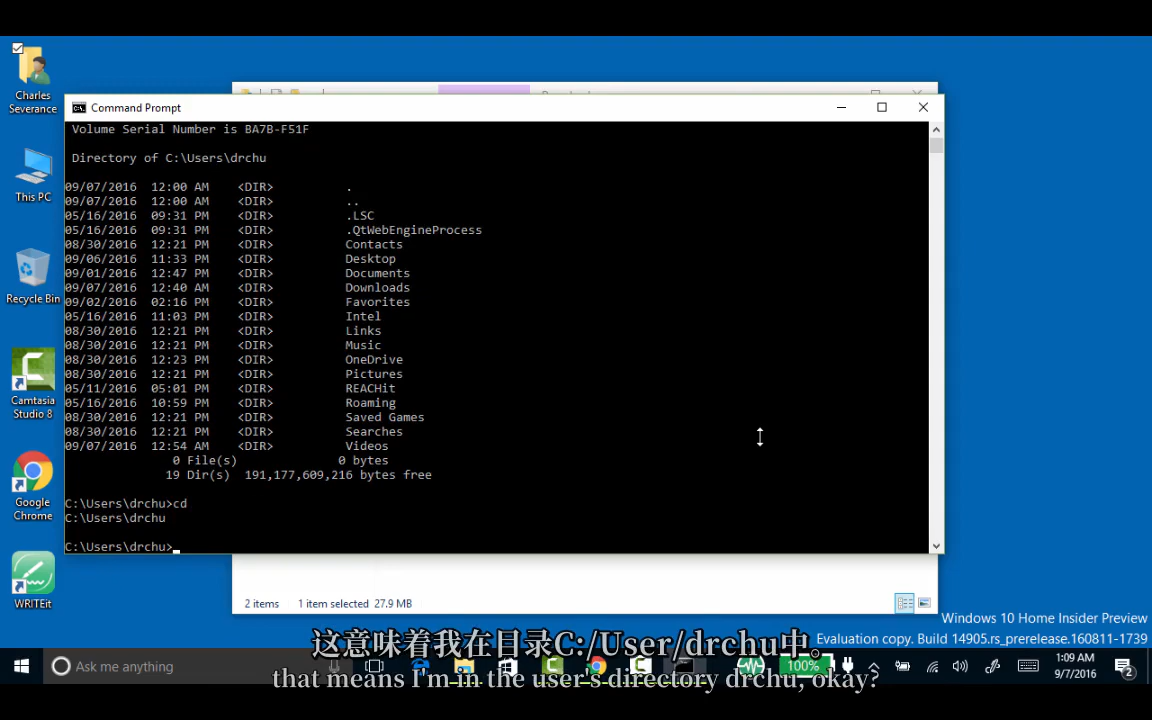 Charles
Severance
This PC
Recycle Bin
Camtasia
Studio 8
Google
Chrome
WRITEit
Command Prompt
Volume Serial Number is BA7B-F51F
Directory of C:\Users\drchu
09/07/2016 12:00 AM <DIR> .
09/07/2016 12:00 AM <DIR> ..
05/16/2016 09:31 PM <DIR> .LSC
05/16/2016 09:31 PM <DIR> .QtWebEngineProcess
08/30/2016 12:21 PM <DIR> Contacts
09/06/2016 11:33 PM <DIR> Desktop
09/01/2016 12:47 PM <DIR> Documents
09/07/2016 12:40 AM <DIR> Downloads
09/02/2016 02:16 PM <DIR> Favorites
05/16/2016 11:03 PM <DIR> Intel
08/30/2016 12:21 PM <DIR> Links
08/30/2016 12:21 PM <DIR> Music
08/30/2016 12:23 PM <DIR> OneDrive
08/30/2016 12:21 PM <DIR> Pictures
05/11/2016 05:01 PM <DIR> REACHit
05/16/2016 10:59 PM <DIR> Roaming
08/30/2016 12:21 PM <DIR> Saved Games
08/30/2016 12:21 PM <DIR> Searches
09/07/2016 12:54 AM <DIR> Videos
0 File(s) 0 bytes
19 Dir(s) 191,177,609,216 bytes free
C:\Users\drchu>cd
C:\Users\drchu
C:\Users\drchu>
2 items 1 item selected 27.9 MB
Windows 10 Home Insider Preview
Evaluation copy. Build 14905.rs_prerelease.160811-1739
这意味着我在目录C:/User/drchu中
that means I'm in the user's directory drchu, okay?
Ask me anything
100%
1:09 AM
9/7/2016
2